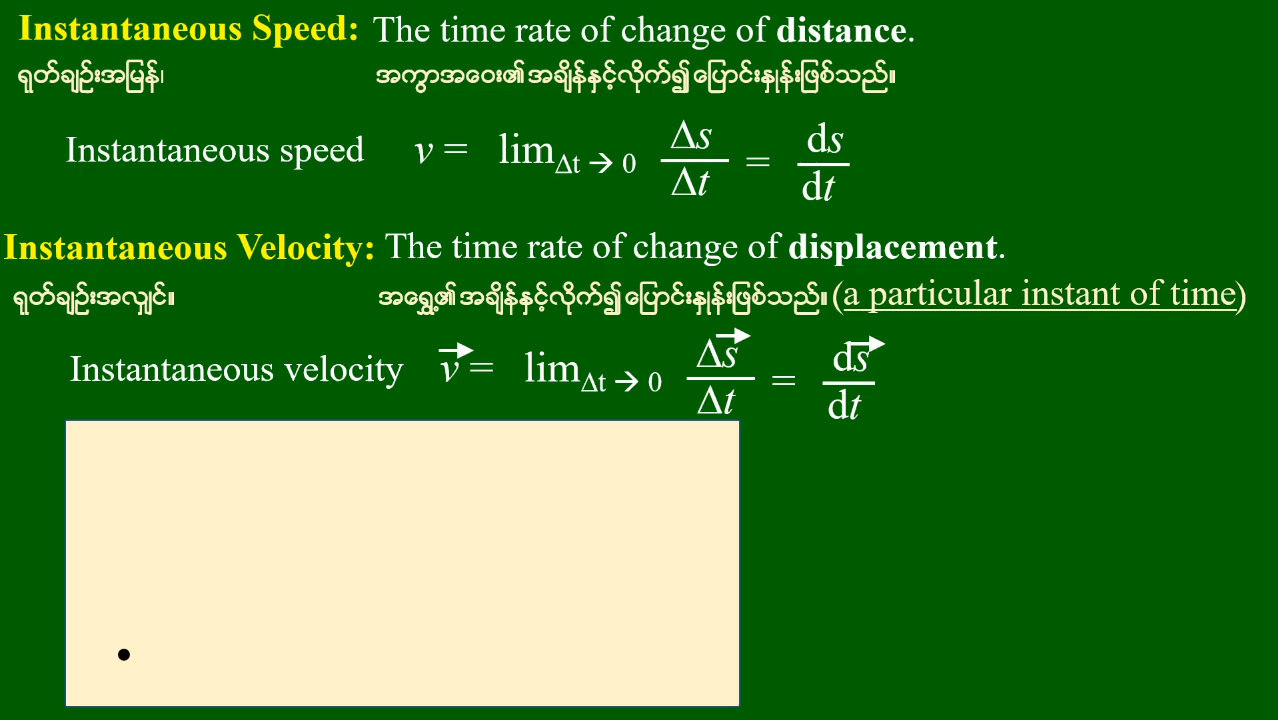 Instantaneous Speed: The time rate of change of distance.
ရုတ်ချဉ်းအမြန်၊ အကွာအဝေး၏ အချိန်နှင့်လိုက်၍ ပြောင်းနှုန်းဖြစ်သည်။
Instantaneous speed v = lim Δt → 0 Δs/Δt = ds/dt
Instantaneous Velocity: The time rate of change of displacement.
ရုတ်ချဉ်းအလျှင်။ အရွှေ့၏ အချိန်နှင့်လိုက်၍ ပြောင်းနှုန်းဖြစ်သည်။ (a particular instant of time)
Instantaneous velocity v⃗ = lim Δt → 0 Δs⃗/Δt = ds⃗/dt